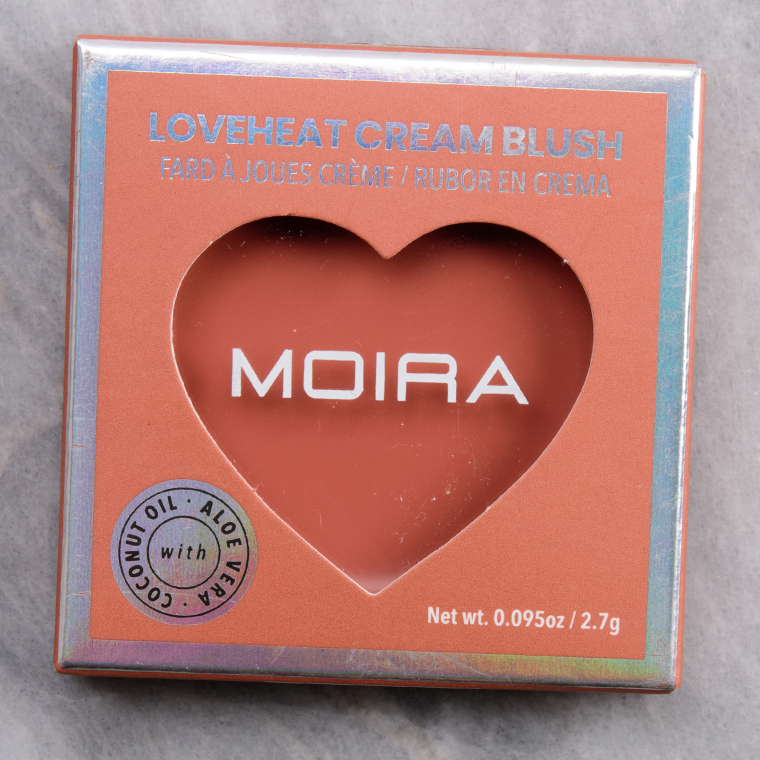 LOVEHEAT CREAM BLUSH
FARD À JOUES CRÈME / RUBOR EN CREMA
MOIRA
COCONUT OIL · ALOE VERA ·
with
Net wt. 0.095oz / 2.7g